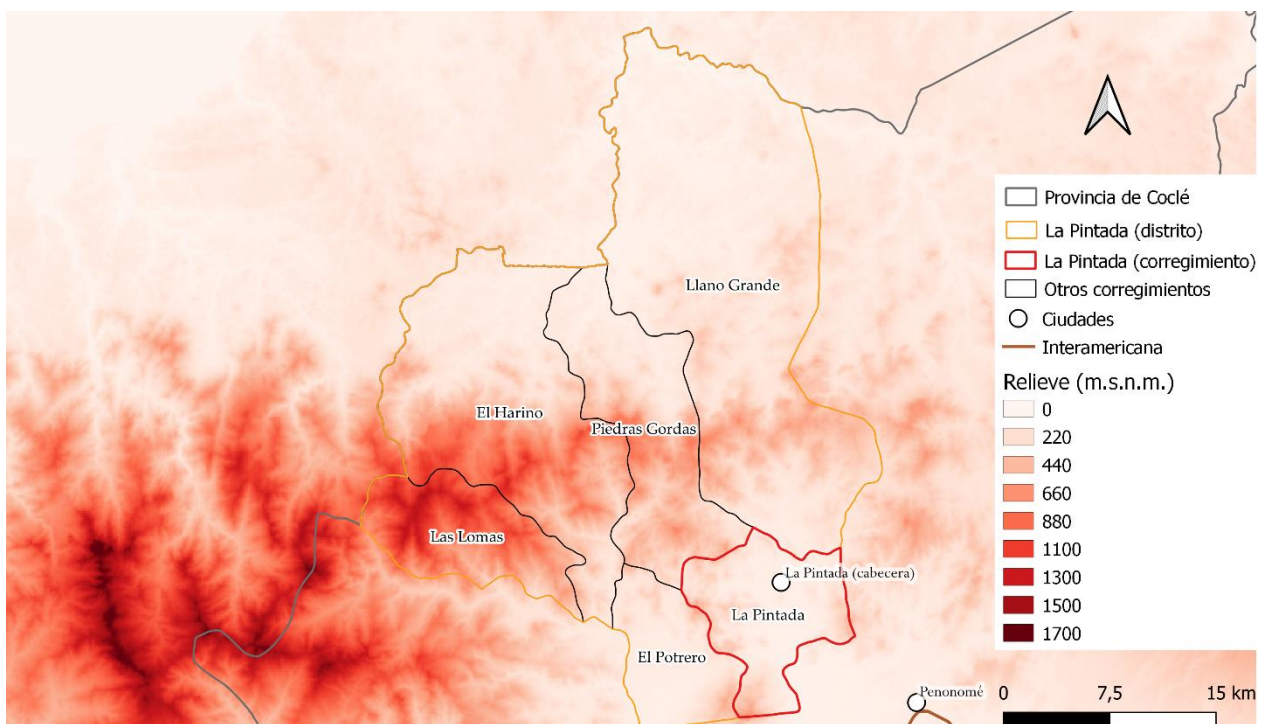 Llano Grande
El Harino
Piedras Gordas
Las Lomas
La Pintada (cabecera)
La Pintada
El Potrero
Penonomé
Provincia de Coclé
La Pintada (distrito)
La Pintada (corregimiento)
Otros corregimientos
Ciudades
Interamericana
Relieve (m.s.n.m.)
0
220
440
660
880
1100
1300
1500
1700
0 7,5 15 km